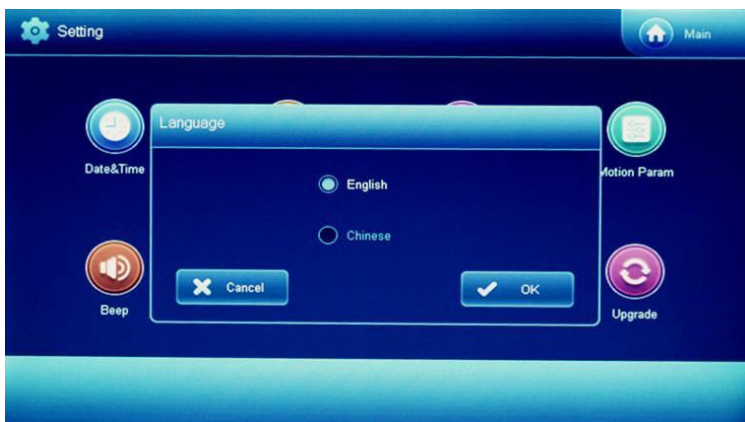 Setting
Main
Language
Date&Time
English
Motion Param
Chinese
Cancel
OK
Beep
Upgrade